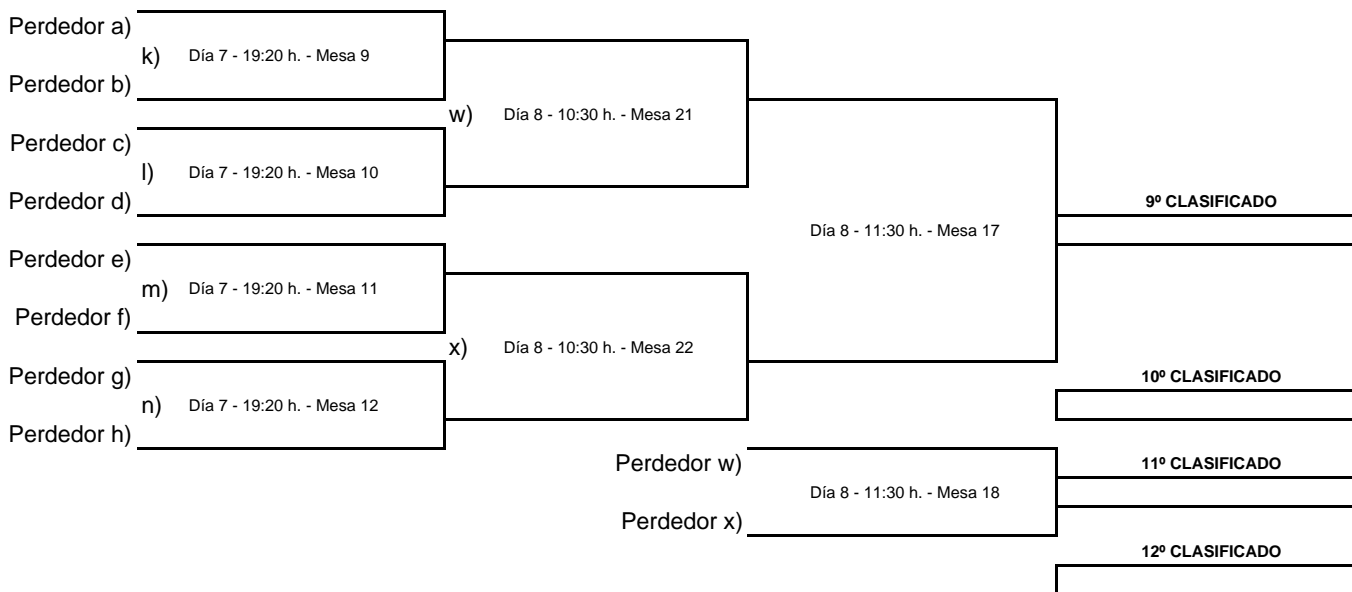 Perdedor a)
k) Día 7 - 19:20 h. - Mesa 9
Perdedor b)
w) Día 8 - 10:30 h. - Mesa 21
Perdedor c)
l) Día 7 - 19:20 h. - Mesa 10
Perdedor d)
9º CLASIFICADO
Día 8 - 11:30 h. - Mesa 17
Perdedor e)
m) Día 7 - 19:20 h. - Mesa 11
Perdedor f)
x) Día 8 - 10:30 h. - Mesa 22
Perdedor g)
10º CLASIFICADO
n) Día 7 - 19:20 h. - Mesa 12
Perdedor h)
Perdedor w)
11º CLASIFICADO
Día 8 - 11:30 h. - Mesa 18
Perdedor x)
12º CLASIFICADO